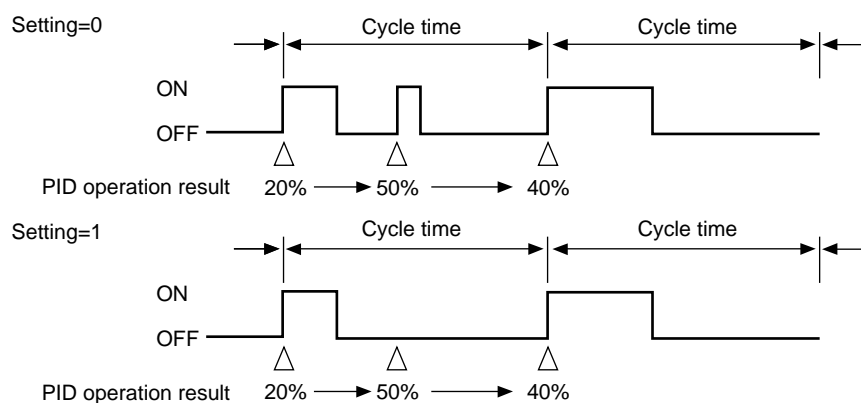 Setting=0
Cycle time Cycle time
ON
OFF
PID operation result 20% 50% 40%
Setting=1
Cycle time Cycle time
ON
OFF
PID operation result 20% 50% 40%